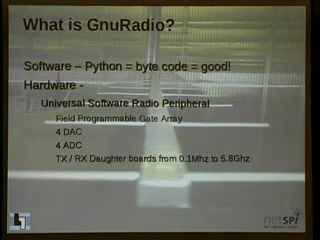 What is GnuRadio?
Software – Python = byte code = good!
Hardware -
Universal Software Radio Peripheral
Field Programmable Gate Array
4 DAC
4 ADC
TX / RX Daughter boards from 0.1Mhz to 5.8Ghz
netSPI